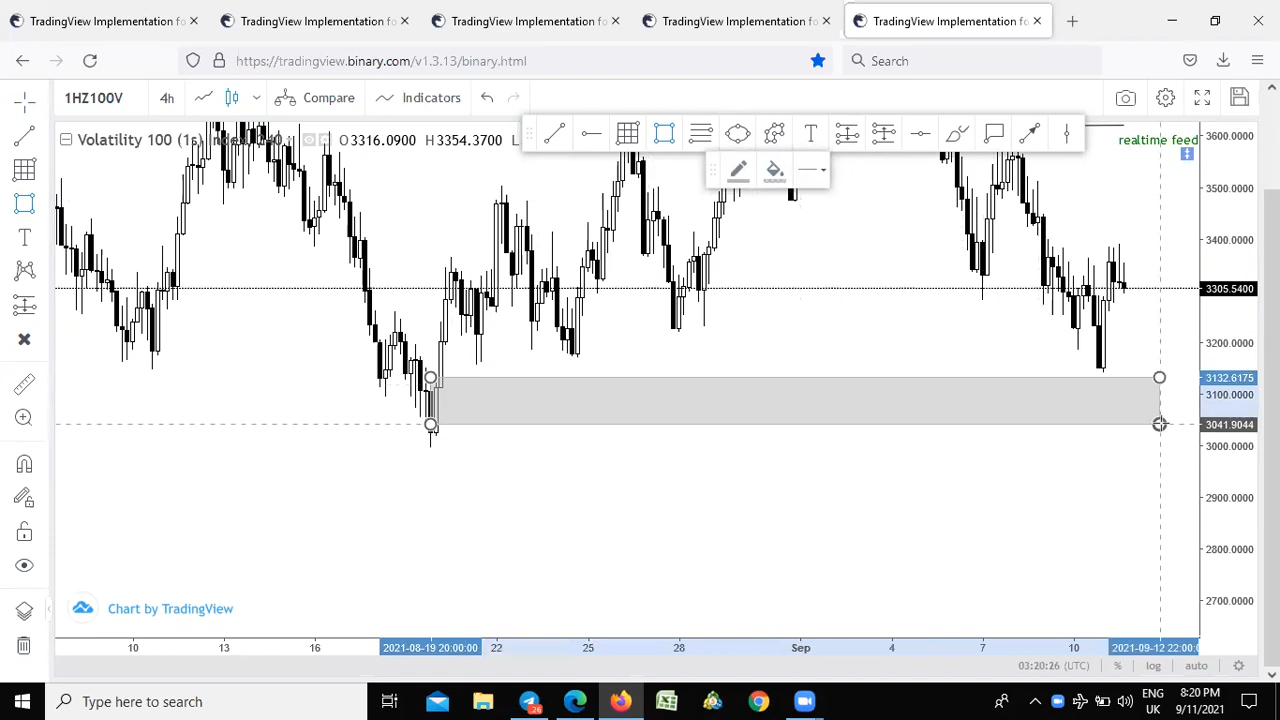 TradingView Implementation fo
TradingView Implementation fo
TradingView Implementation fo
TradingView Implementation fo
TradingView Implementation fo
https://tradingview.binary.com/v1.3.13/binary.html
Search
1HZ100V
4h
Compare
Indicators
Volatility 100 (1s) Index, 240
O3316.0900 H3354.3700 L
realtime feed
3600.0000
3500.0000
3400.0000
3305.5400
3200.0000
3132.6175
3100.0000
3041.9044
3000.0000
2900.0000
2800.0000
2700.0000
Chart by TradingView
10 13 16 2021-08-19 20:00:00 22 25 28 Sep 4 7 10 2021-09-12 22:00:0
03:20:26 (UTC) % log auto
Type here to search
26
ENG
UK
8:20 PM
9/11/2021